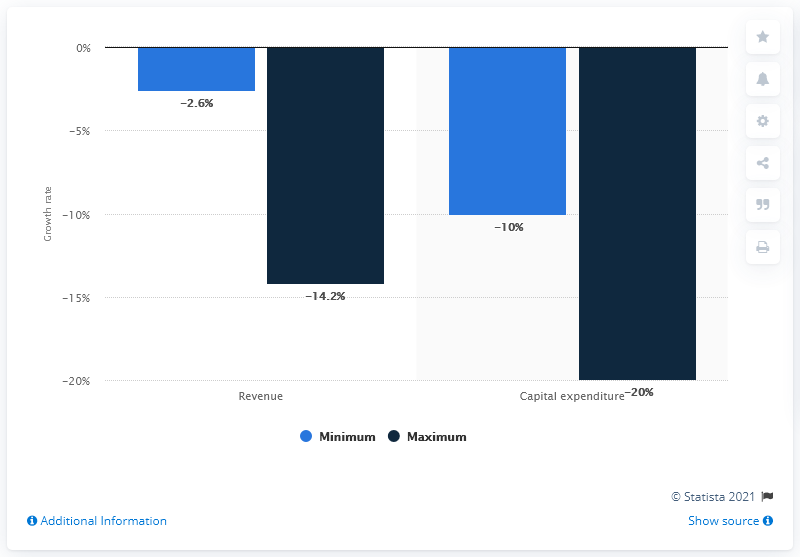 0%
-2.6%
-5%
Growth rate
-10%
-10%
-14.2%
-15%
-20%
-20%
Revenue
Capital expenditure
Minimum
Maximum
© Statista 2021
Additional Information
Show source